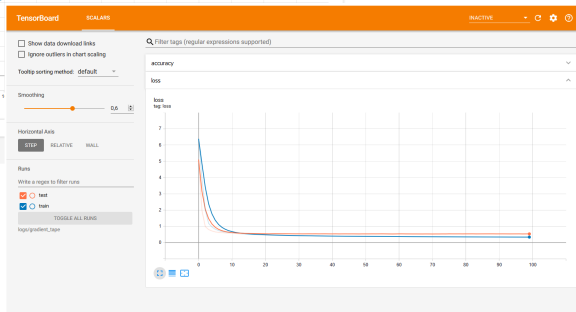 TensorBoard SCALARS INACTIVE
Show data download links
Ignore outliers in chart scaling
Tooltip sorting method: default
Smoothing
0,6
Horizontal Axis
STEP RELATIVE WALL
Runs
Write a regex to filter runs
test
train
TOGGLE ALL RUNS
logs/gradient_tape
Filter tags (regular expressions supported)
accuracy
loss
loss
tag: loss
7
6
5
4
3
2
1
0
0 10 20 30 40 50 60 70 80 90 100